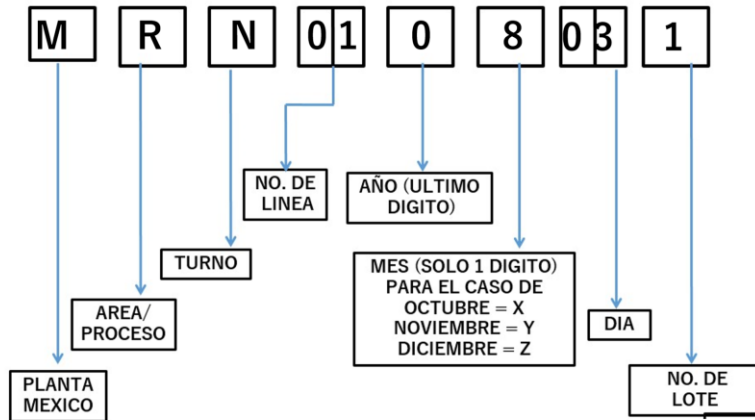 M R N 01 0 8 03 1
NO. DE
LINEA
AÑO (ULTIMO
DIGITO)
TURNO
MES (SOLO 1 DIGITO)
PARA EL CASO DE
OCTUBRE = X
NOVIEMBRE = Y
DICIEMBRE = Z
AREA/
PROCESO
DIA
PLANTA
MEXICO
NO. DE
LOTE